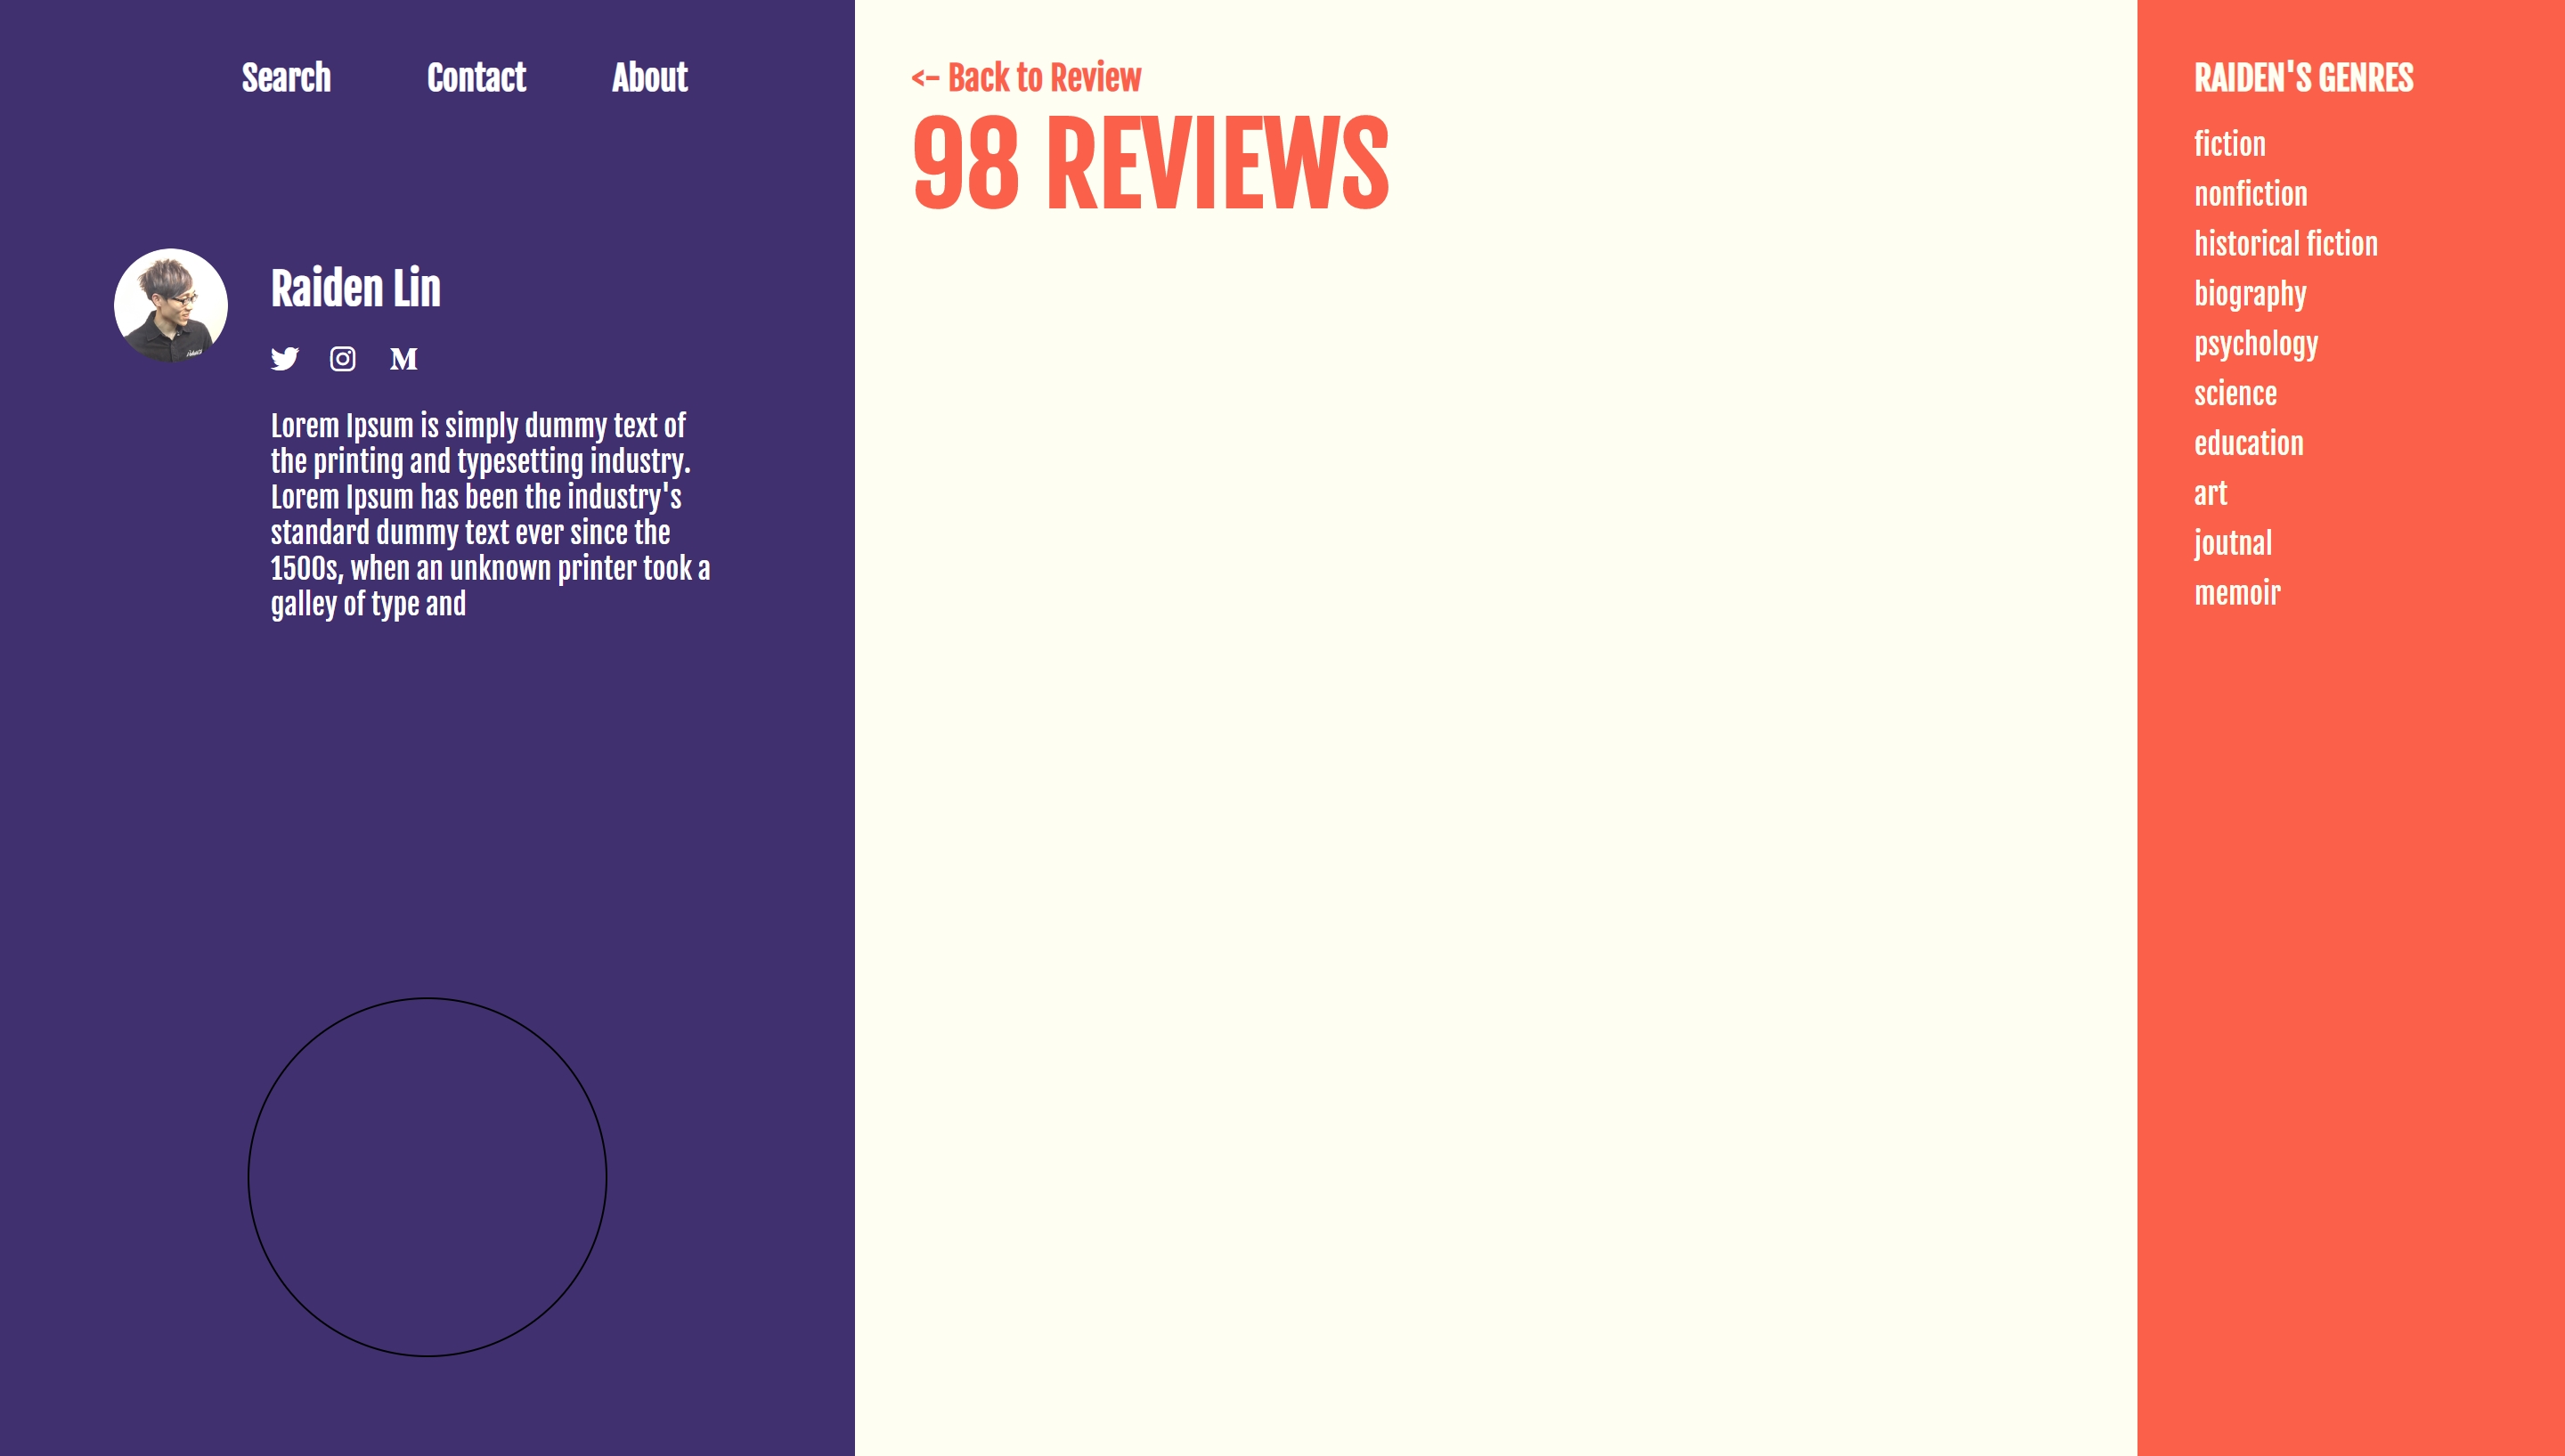 Search Contact About
Raiden Lin
M
Lorem Ipsum is simply dummy text of
the printing and typesetting industry.
Lorem Ipsum has been the industry's
standard dummy text ever since the
1500s, when an unknown printer took a
galley of type and
<- Back to Review
98 REVIEWS
RAIDEN'S GENRES
fiction
nonfiction
historical fiction
biography
psychology
science
education
art
joutnal
memoir